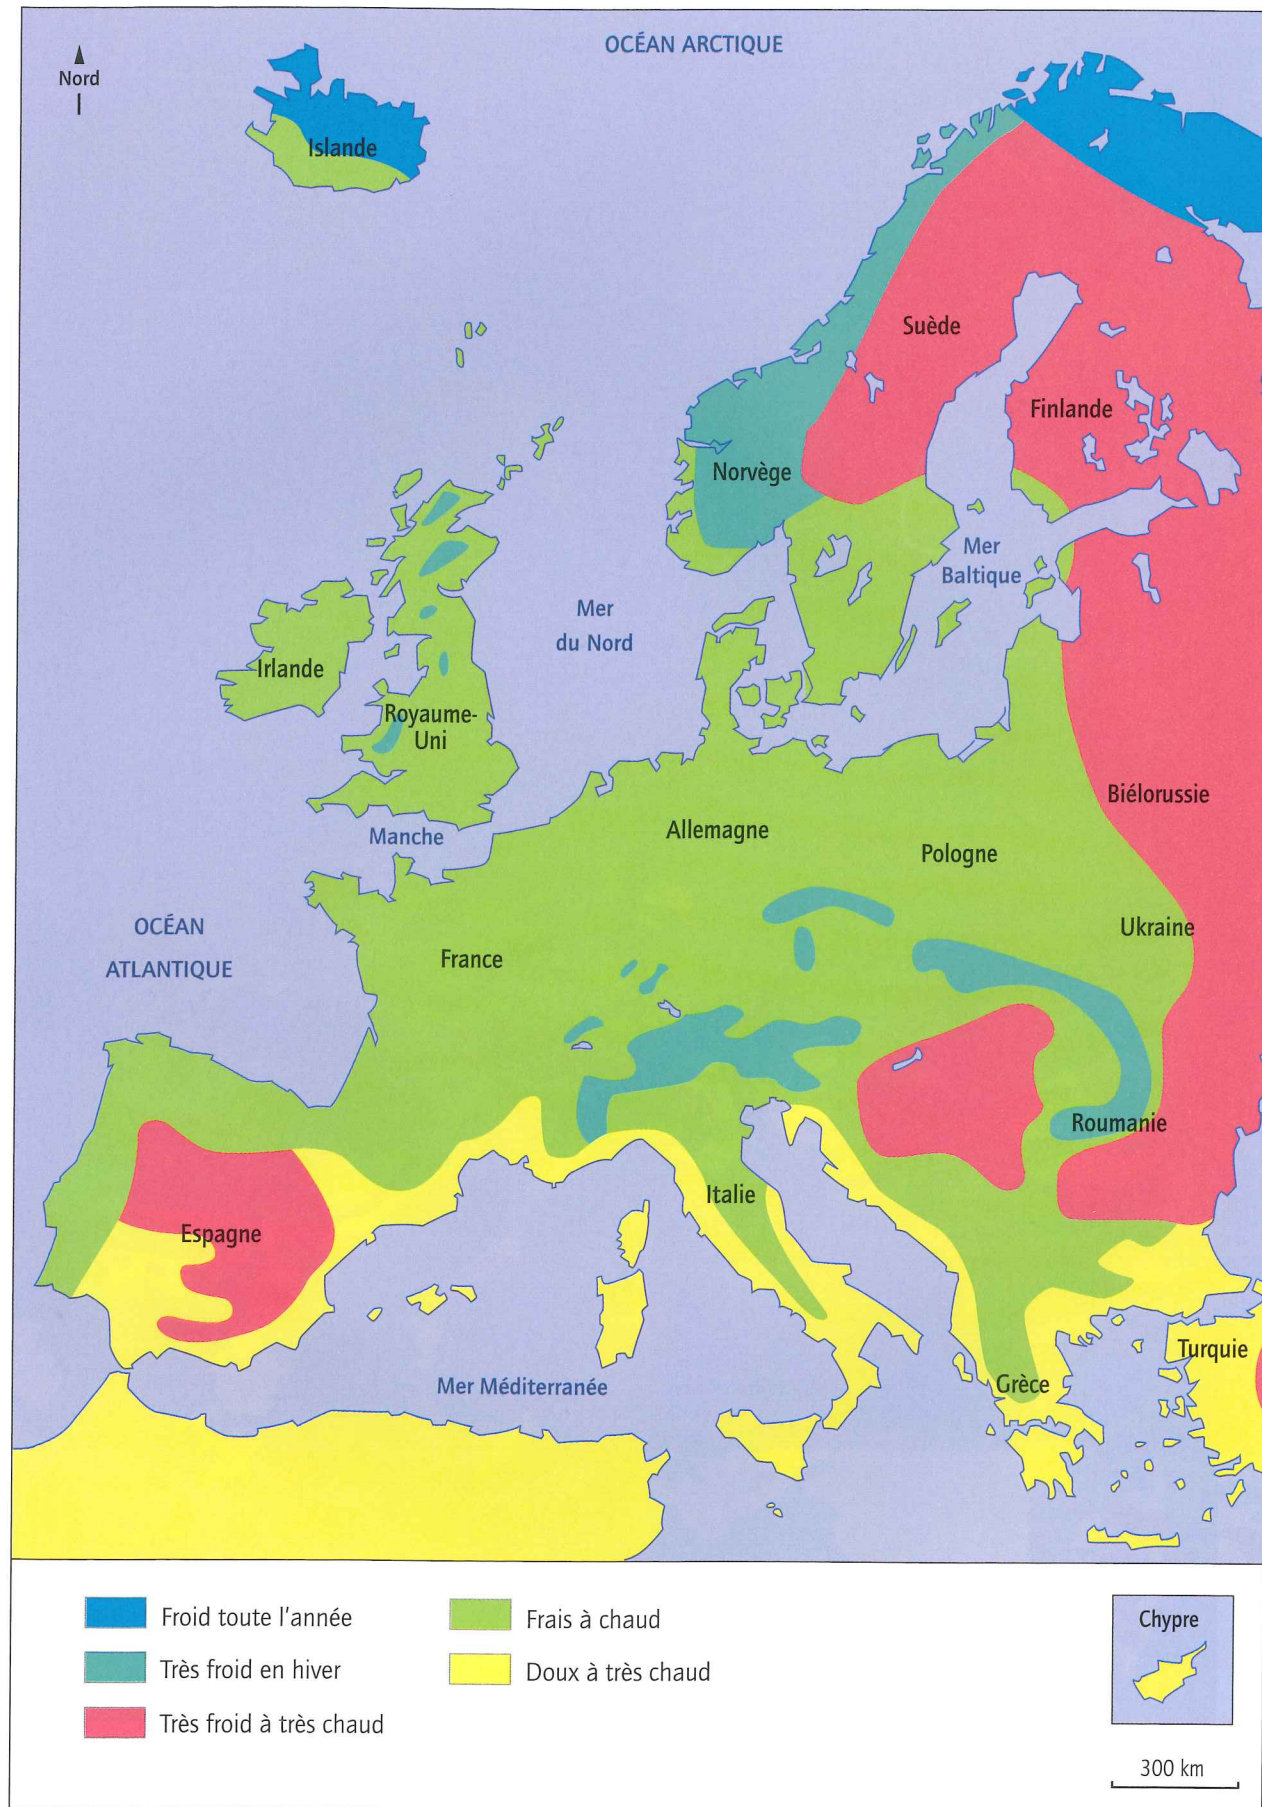 OCÉAN ARCTIQUE
Nord
Islande
Suède
Finlande
Norvège
Mer
Baltique
Mer
du Nord
Irlande
Royaume-
Uni
Biélorussie
Manche
Allemagne
Pologne
OCÉAN
ATLANTIQUE
France
Ukraine
Roumanie
Italie
Espagne
Turquie
Mer Méditerranée
Grèce
Froid toute l'année
Très froid en hiver
Très froid à très chaud
Frais à chaud
Doux à très chaud
Chypre
300 km